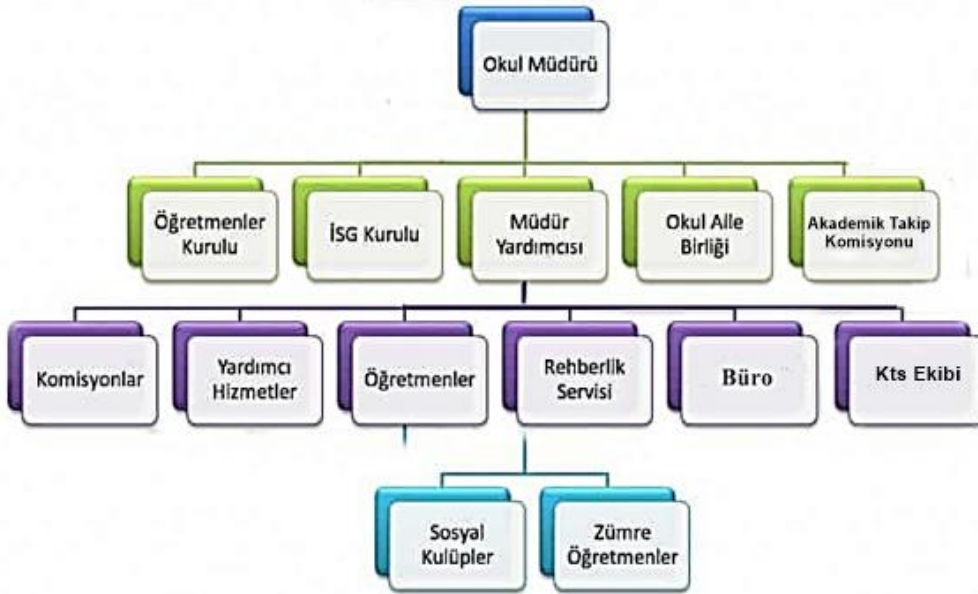 Okul Müdürü
Öğretmenler
Kurulu
İSG Kurulu
Müdür
Yardımcısı
Okul Aile
Birliği
Akademik Takip
Komisyonu
Komisyonlar
Yardımcı
Hizmetler
Öğretmenler
Rehberlik
Servisi
Büro
Kts Ekibi
Sosyal
Kulüpler
Zümre
Öğretmenler